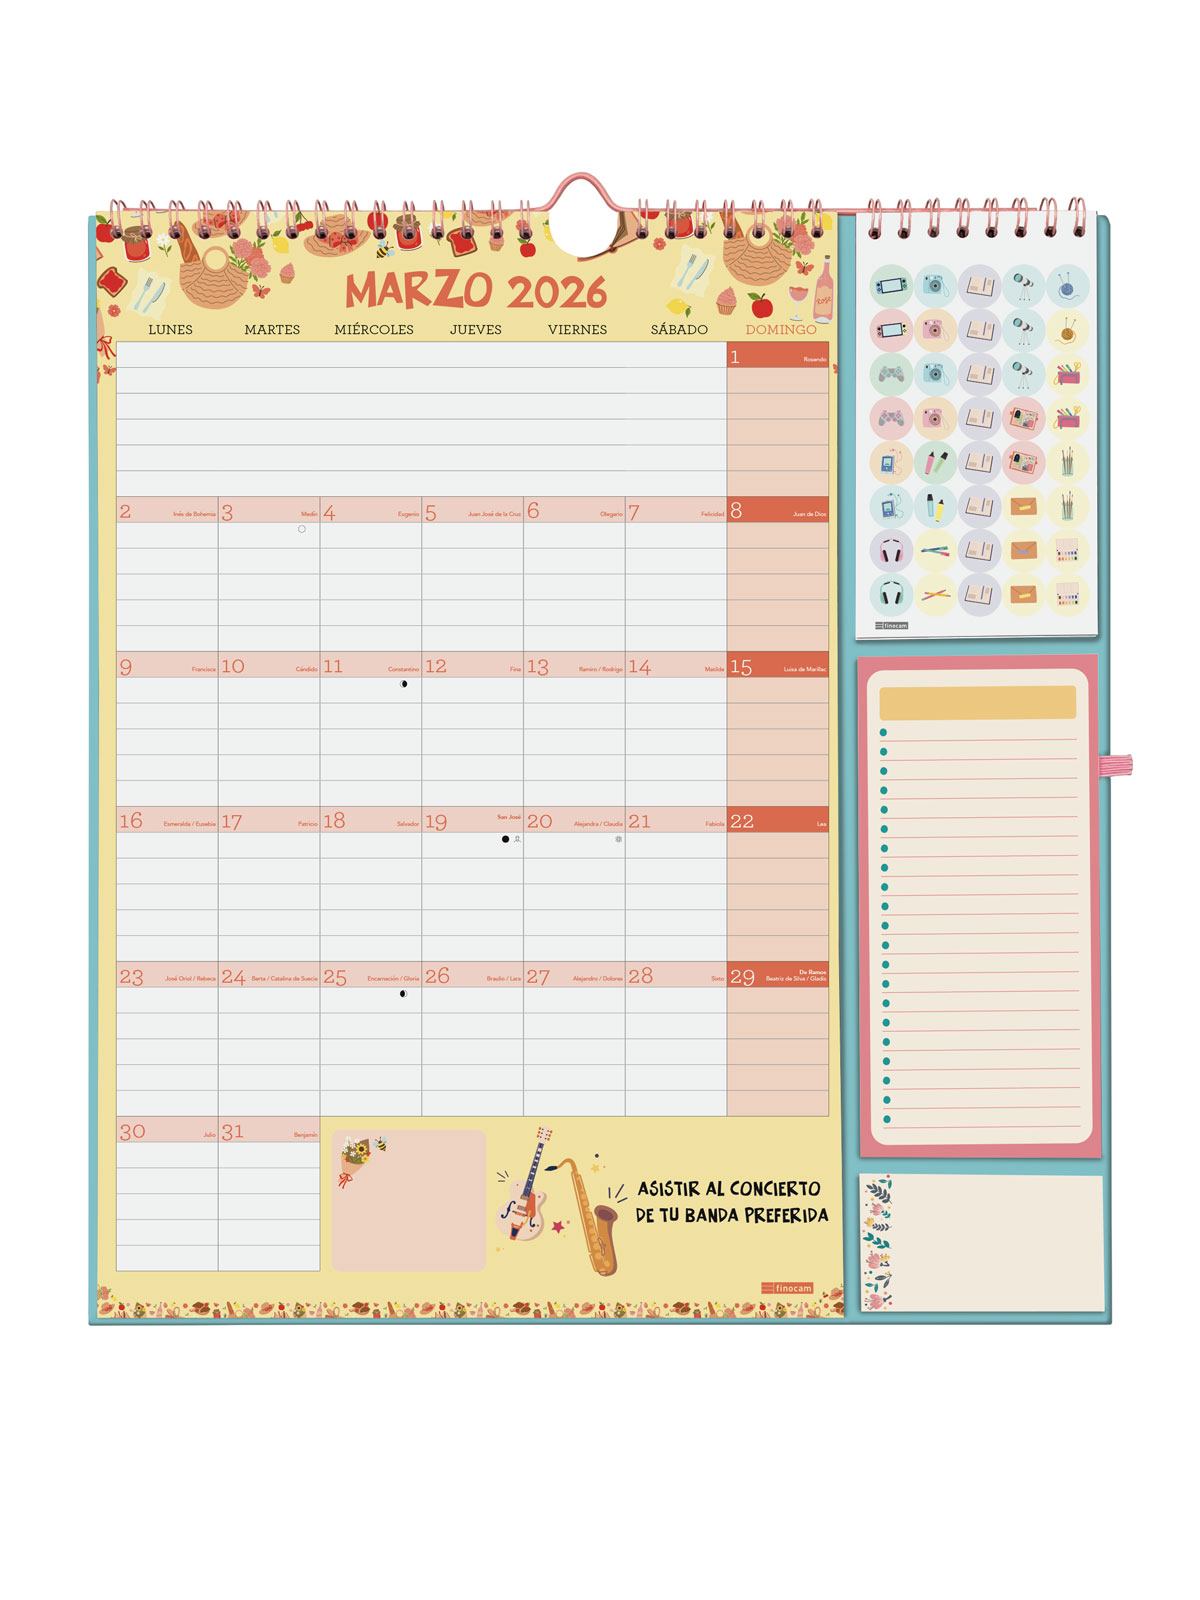 MARZO 2026
LUNES MARTES MIÉRCOLES JUEVES VIERNES SÁBADO DOMINGO
1 Rosendo
2 Inés de Bohemia 3 Medín 4 Eugenio 5 Juan José de la Cruz 6 Olegario 7 Felicidad 8 Juan de Dios
9 Francisca 10 Cándido 11 Constantino 12 Fina 13 Ramiro / Rodrigo 14 Matilde 15 Luisa de Marillac
16 Esmeralda / Eusebia 17 Patricio 18 Salvador 19 San José 20 Alejandra / Claudia 21 Fabiola 22 Lea
23 José Oriol / Rebeca 24 Berta / Catalina de Suecia 25 Encarnación / Gloria 26 Braulio / Lara 27 Alejandro / Dolores 28 Sixto 29 De Ramos
Beatriz de Silva / Gladis
30 Julio 31 Benjamín
ASISTIR AL CONCIERTO
DE TU BANDA PREFERIDA
finocam
finocam